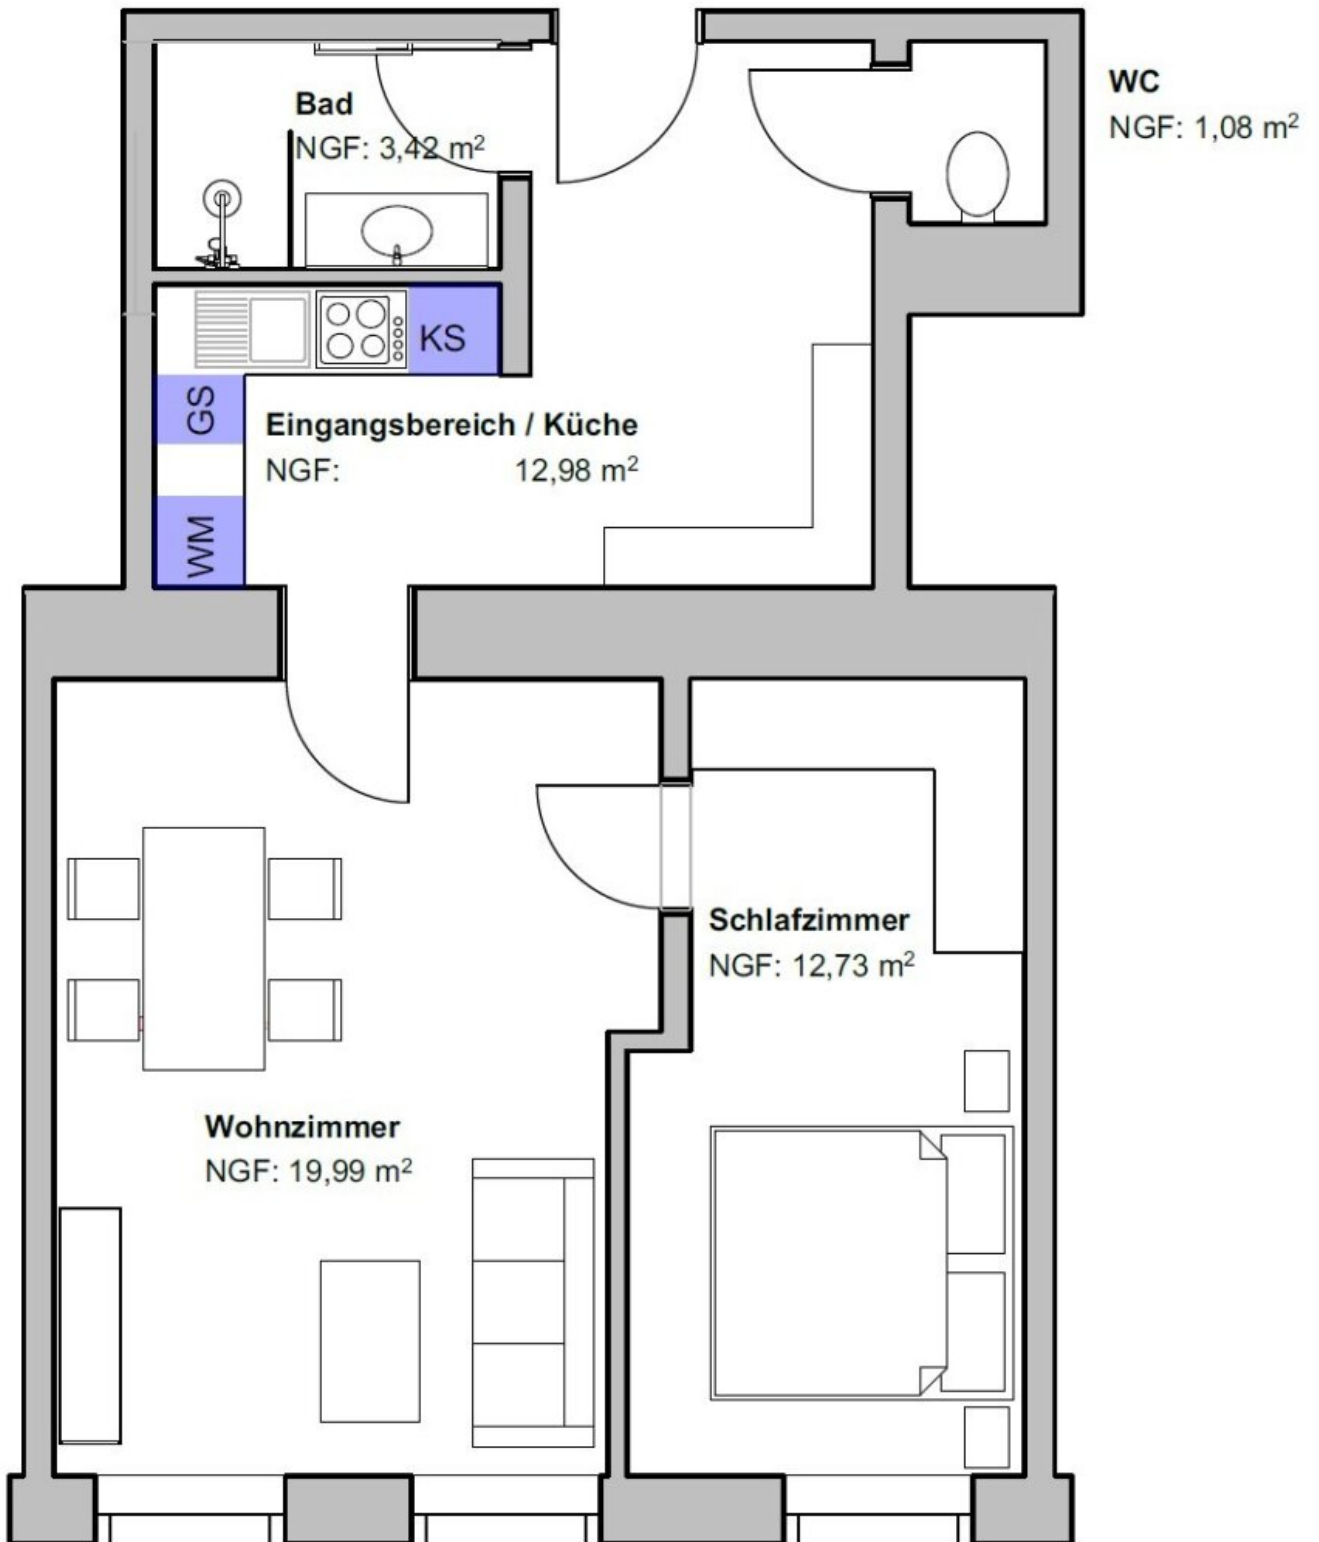 Bad
NGF: 3,42 m²
WC
NGF: 1,08 m²
KS
GS
Eingangsbereich / Küche
NGF: 12,98 m²
WM
Schlafzimmer
NGF: 12,73 m²
Wohnzimmer
NGF: 19,99 m²